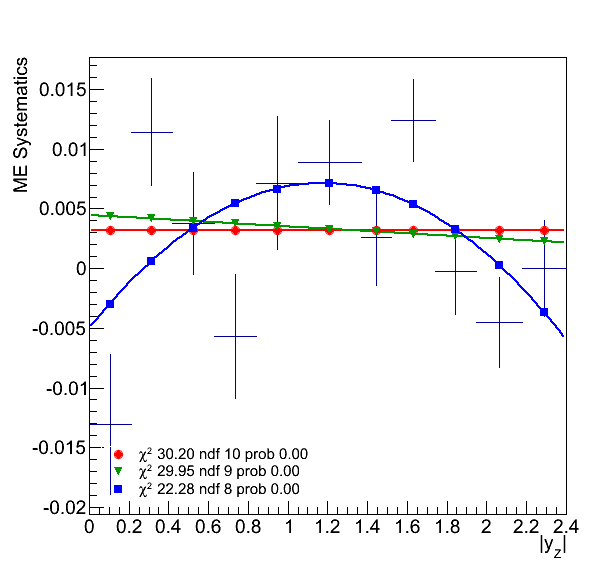 ME Systematics
0.015
0.01
0.005
0
-0.005
-0.01
-0.015
-0.02
χ² 30.20 ndf 10 prob 0.00
χ² 29.95 ndf 9 prob 0.00
χ² 22.28 ndf 8 prob 0.00
0 0.2 0.4 0.6 0.8 1 1.2 1.4 1.6 1.8 2 2.2 2.4
|y_Z|